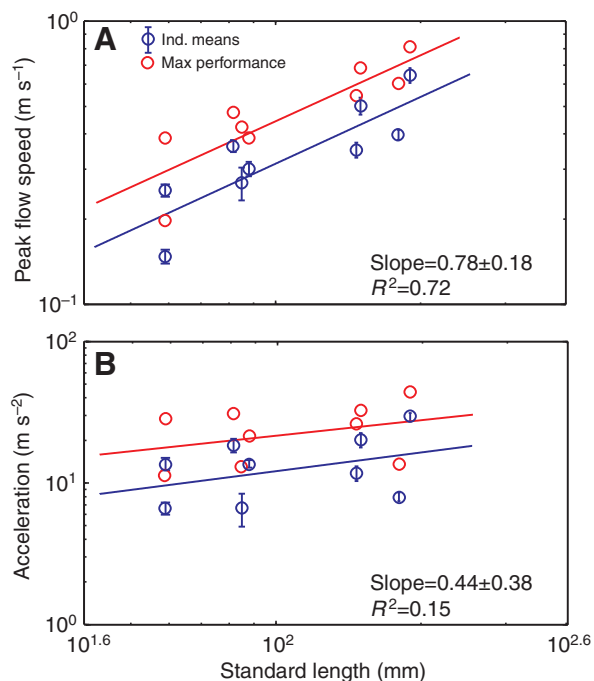 A
Ind. means
Max performance
Peak flow speed (m s⁻¹)
10⁰
10⁻¹
Slope=0.78±0.18
R²=0.72
B
Acceleration (m s⁻²)
10²
10¹
10⁰
Slope=0.44±0.38
R²=0.15
10¹·⁶
10²
10²·⁶
Standard length (mm)